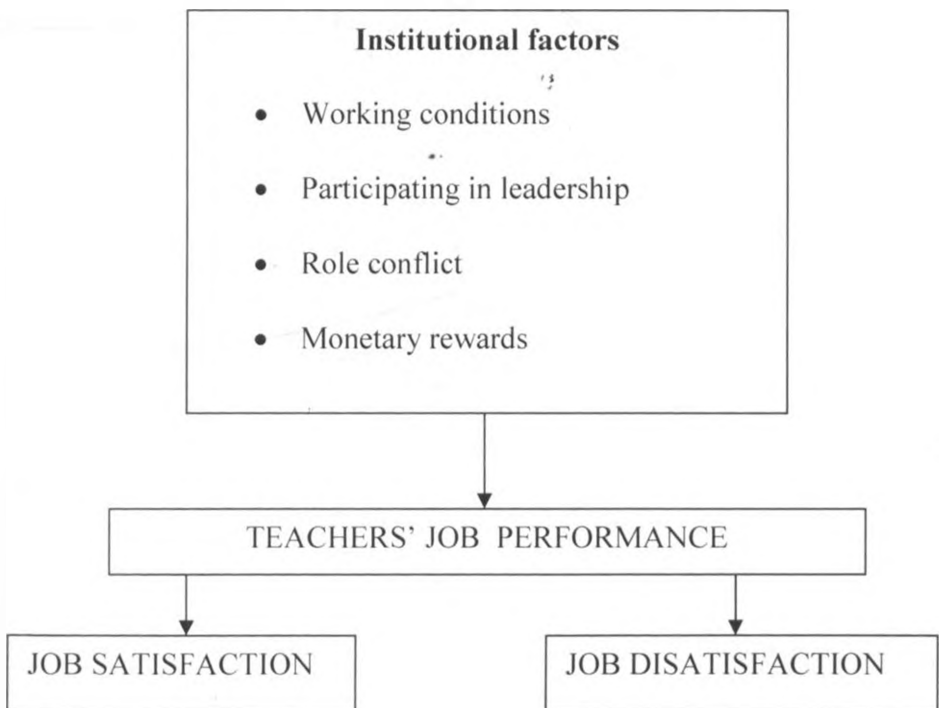 Institutional factors
• Working conditions
• Participating in leadership
• Role conflict
• Monetary rewards
TEACHERS’ JOB PERFORMANCE
JOB SATISFACTION
JOB DISATISFACTION